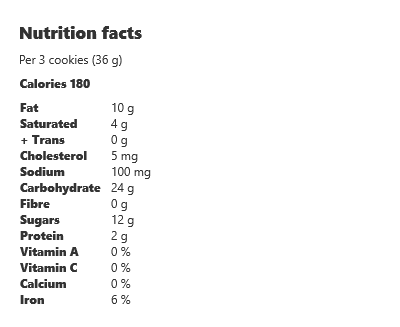 Nutrition facts
Per 3 cookies (36 g)
Calories 180
Fat 10 g
Saturated 4 g
+ Trans 0 g
Cholesterol 5 mg
Sodium 100 mg
Carbohydrate 24 g
Fibre 0 g
Sugars 12 g
Protein 2 g
Vitamin A 0 %
Vitamin C 0 %
Calcium 0 %
Iron 6 %